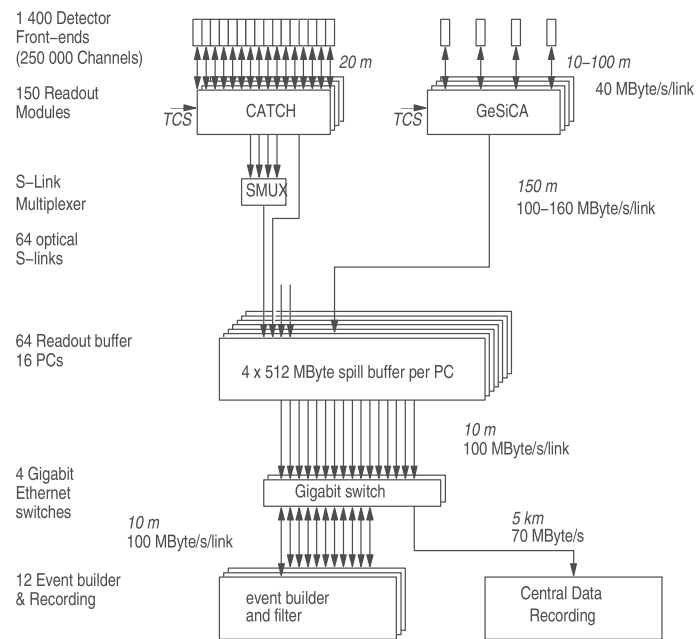 1 400 Detector
Front−ends
(250 000 Channels)
20 m
10−100 m
40 MByte/s/link
150 Readout
Modules
TCS
CATCH
TCS
GeSiCA
S−Link
Multiplexer
SMUX
150 m
100−160 MByte/s/link
64 optical
S−links
64 Readout buffer
16 PCs
4 x 512 MByte spill buffer per PC
10 m
100 MByte/s/link
4 Gigabit
Ethernet
switches
Gigabit switch
10 m
100 MByte/s/link
5 km
70 MByte/s
12 Event builder
& Recording
event builder
and filter
Central Data
Recording